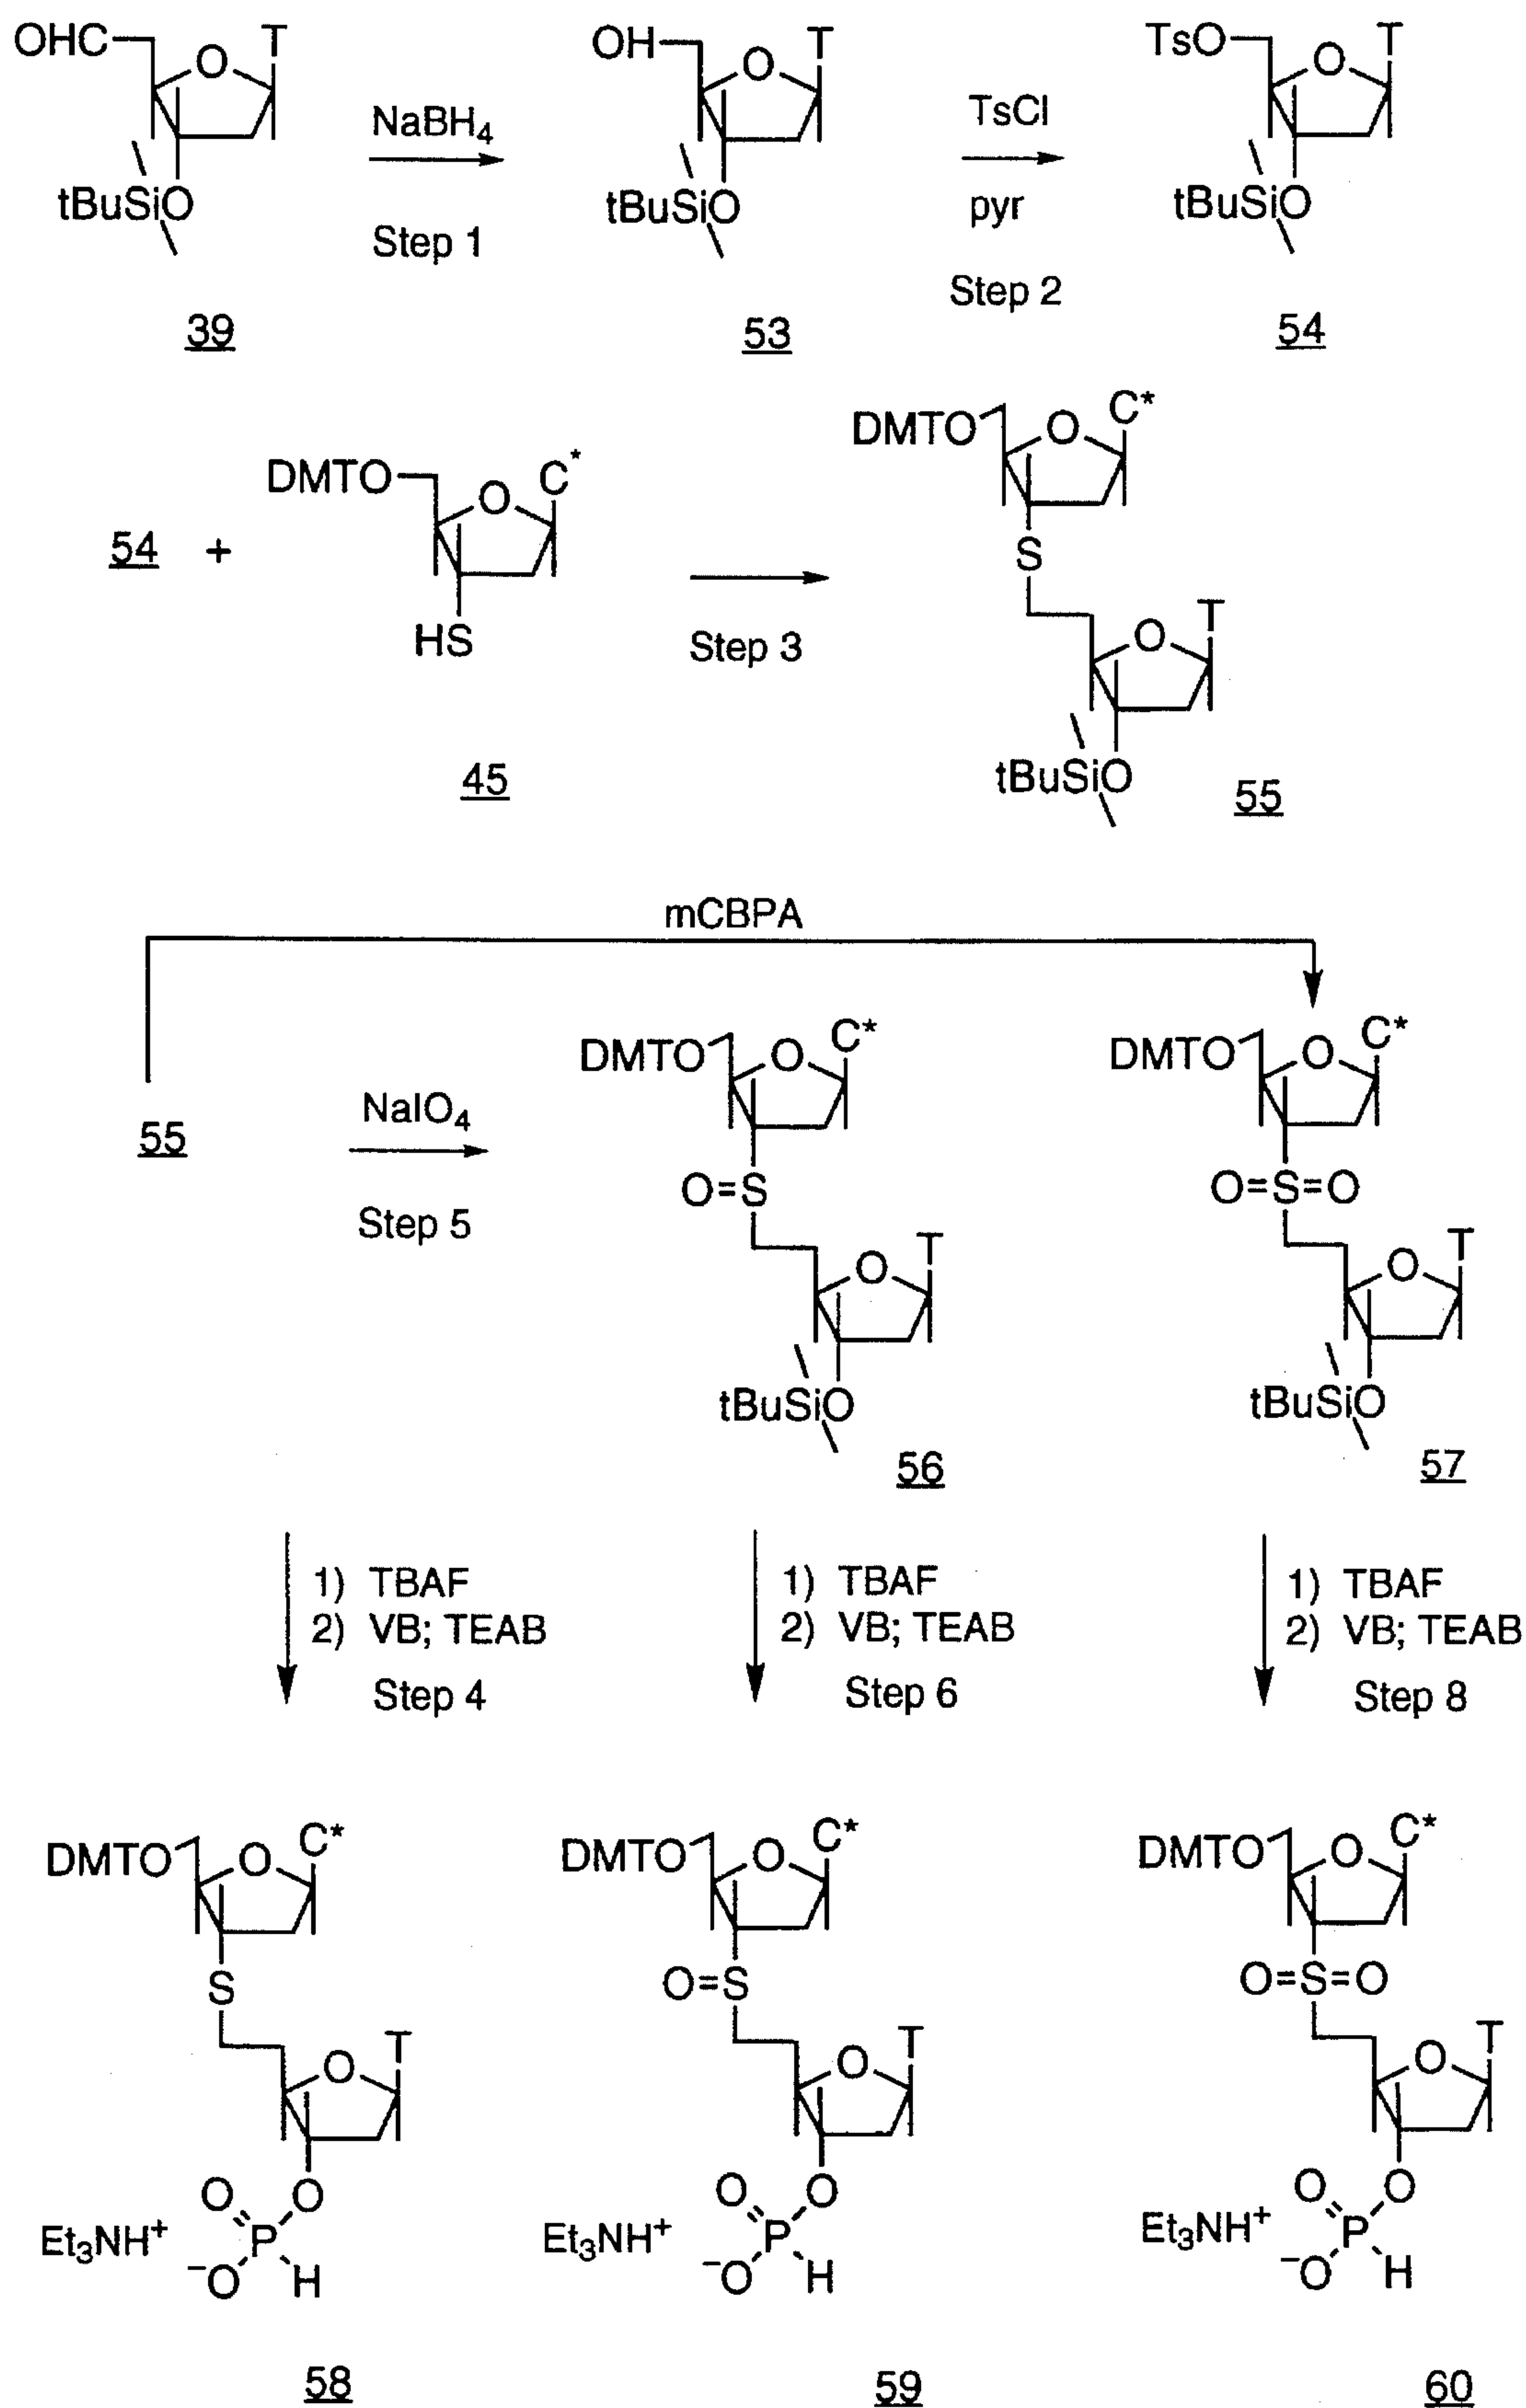 OHC O T
NaBH4
Step 1
tBuSiO
39
OH O T
TsCl
pyr
Step 2
tBuSiO
53
TsO O T
tBuSiO
54
54 +
DMTO O C*
HS
45
Step 3
DMTO O C*
S
O T
tBuSiO
55
mCBPA
55
NaIO4
Step 5
DMTO O C*
O=S
O T
tBuSiO
56
DMTO O C*
O=S=O
O T
tBuSiO
57
1) TBAF
2) VB; TEAB
Step 4
1) TBAF
2) VB; TEAB
Step 6
1) TBAF
2) VB; TEAB
Step 8
DMTO O C*
S
O T
O O
Et3NH+ P
−O H
58
DMTO O C*
O=S
O T
O O
Et3NH+ P
−O H
59
DMTO O C*
O=S=O
O T
O O
Et3NH+ P
−O H
60